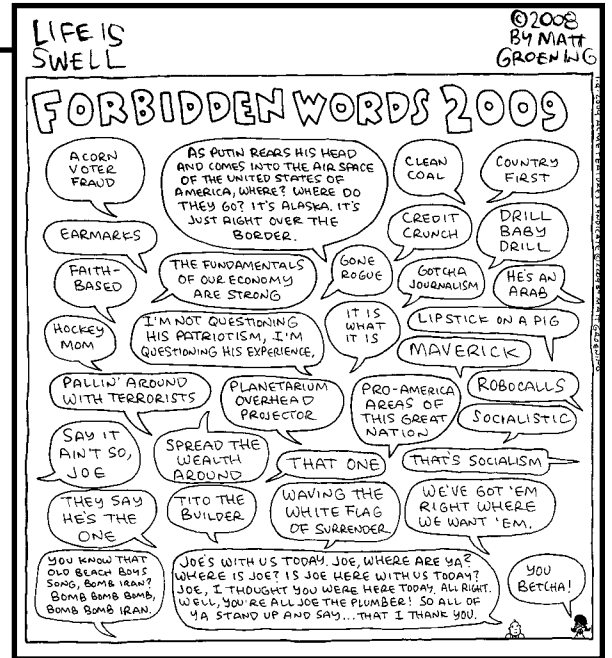 LIFE IS
SWELL
©2008
BY MATT
GROENING
FORBIDDEN WORDS 2009
ACORN
VOTER
FRAUD
AS PUTIN REARS HIS HEAD
AND COMES INTO THE AIR SPACE
OF THE UNITED STATES OF
AMERICA, WHERE? WHERE DO
THEY GO? IT'S ALASKA. IT'S
JUST RIGHT OVER THE
BORDER.
CLEAN
COAL
COUNTRY
FIRST
EARMARKS
CREDIT
CRUNCH
DRILL
BABY
DRILL
FAITH-
BASED
THE FUNDAMENTALS
OF OUR ECONOMY
ARE STRONG
GONE
ROGUE
GOTCHA
JOURNALISM
HE'S AN
ARAB
HOCKEY
MOM
I'M NOT QUESTIONING
HIS PATRIOTISM, I'M
QUESTIONING HIS EXPERIENCE.
IT IS
WHAT
IT IS
LIPSTICK ON A PIG
MAVERICK
PALLIN' AROUND
WITH TERRORISTS
PLANETARIUM
OVERHEAD
PROJECTOR
PRO-AMERICA
AREAS OF
THIS GREAT
NATION
ROBOCALLS
SOCIALISTIC
SAY IT
AIN'T SO,
JOE
SPREAD THE
WEALTH
AROUND
THAT ONE
THAT'S SOCIALISM
THEY SAY
HE'S THE
ONE
TITO THE
BUILDER
WAVING THE
WHITE FLAG
OF SURRENDER
WE'VE GOT 'EM
RIGHT WHERE
WE WANT 'EM.
YOU KNOW THAT
OLD BEACH BOYS
SONG, BOMB IRAN?
BOMB BOMB BOMB,
BOMB BOMB IRAN.
JOE'S WITH US TODAY. JOE, WHERE ARE YA?
WHERE IS JOE? IS JOE HERE WITH US TODAY?
JOE, I THOUGHT YOU WERE HERE TODAY. ALL RIGHT.
WELL, YOU'RE ALL JOE THE PLUMBER! SO ALL OF
YA STAND UP AND SAY...THAT I THANK YOU.
YOU
BETCHA!